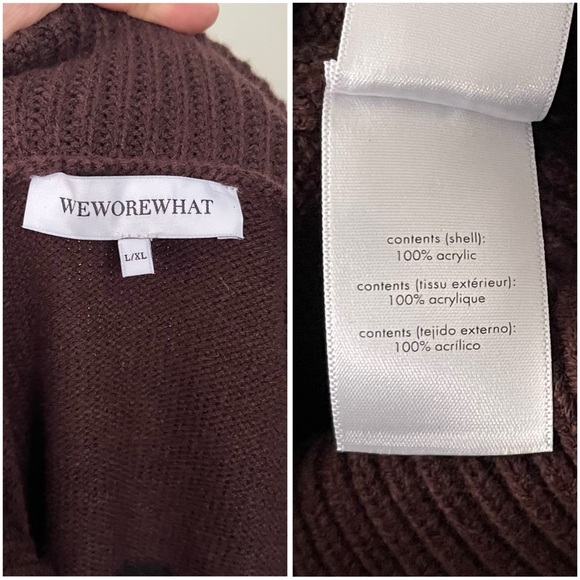 WEWOREWHAT
L/XL
contents (shell):
100% acrylic
contents (tissu extérieur):
100% acrylique
contents (tejido externo):
100% acrílico